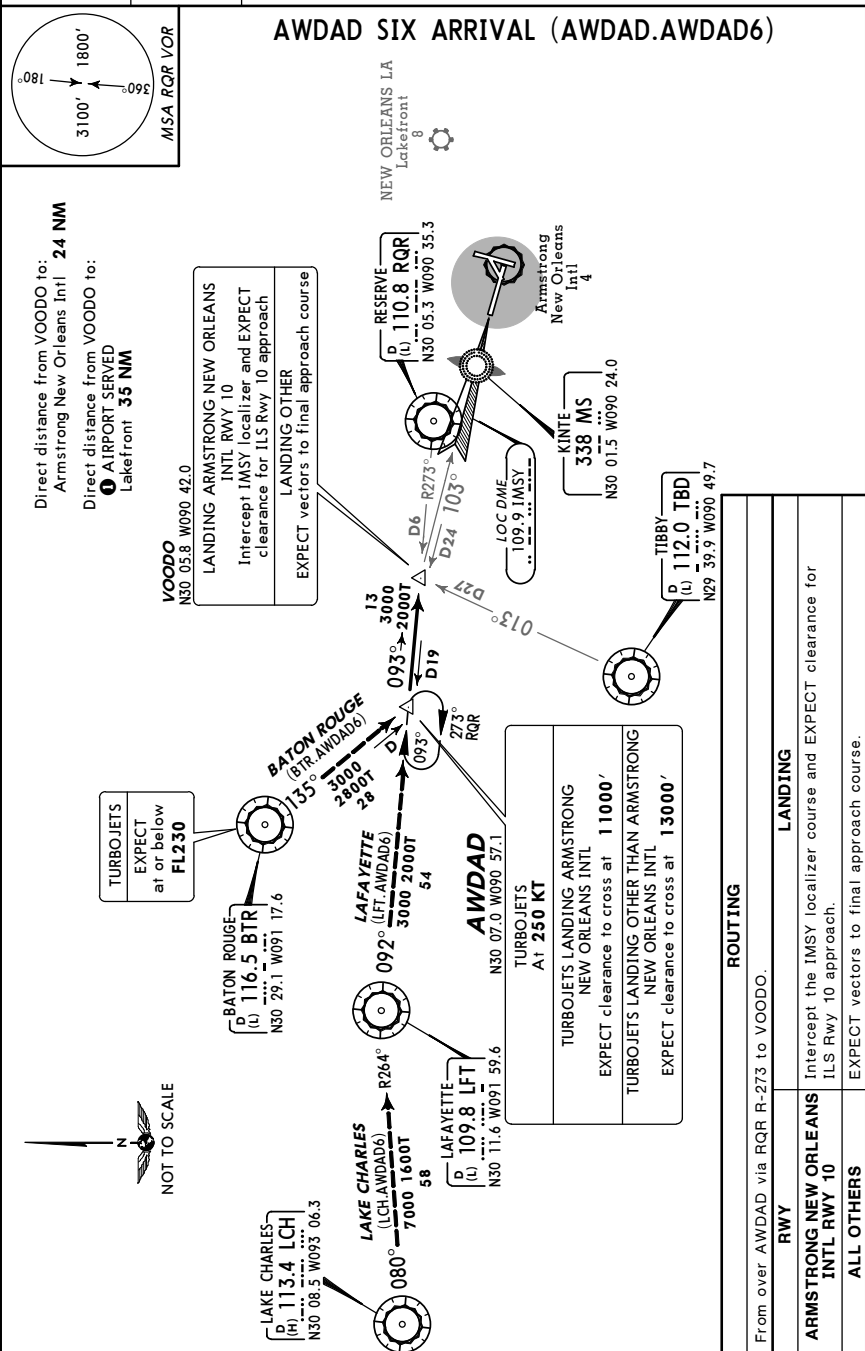 AWDAD SIX ARRIVAL (AWDAD.AWDAD6)
180°
1800'
3100'
360°
MSA RQR VOR
Direct distance from VOODO to:
Armstrong New Orleans Intl 24 NM
Direct distance from VOODO to:
1 AIRPORT SERVED
Lakefront 35 NM
NEW ORLEANS LA
Lakefront
8
VOODO
N30 05.8 W090 42.0
LANDING ARMSTRONG NEW ORLEANS
INTL RWY 10
Intercept IMSY localizer and EXPECT
clearance for ILS Rwy 10 approach
LANDING OTHER
EXPECT vectors to final approach course
RESERVE
D
(L) 110.8 RQR
N30 05.3 W090 35.3
Armstrong
New Orleans
Intl
4
KINTE
338 MS
N30 01.5 W090 24.0
LOC DME
109.9 IMSY
D6 R273°
D24 103°
D27
013°
TIBBY
D
(L) 112.0 TBD
N29 39.9 W090 49.7
13
3000
2000T
093°
D19
TURBOJETS
EXPECT
at or below
FL230
BATON ROUGE
D
(L) 116.5 BTR
N30 29.1 W091 17.6
BATON ROUGE
(BTR.AWDAD6)
135°
3000
2800T
28
D
093°
273°
RQR
LAFAYETTE
(LFT.AWDAD6)
092°
3000 2000T
54
AWDAD
N30 07.0 W090 57.1
TURBOJETS
At 250 KT
TURBOJETS LANDING ARMSTRONG
NEW ORLEANS INTL
EXPECT clearance to cross at 11000'
TURBOJETS LANDING OTHER THAN ARMSTRONG
NEW ORLEANS INTL
EXPECT clearance to cross at 13000'
LAFAYETTE
D
(L) 109.8 LFT
N30 11.6 W091 59.6
LAKE CHARLES
(LCH.AWDAD6)
080°
7000 1600T
58
R264°
LAKE CHARLES
D
(H) 113.4 LCH
N30 08.5 W093 06.3
N
NOT TO SCALE
ROUTING
From over AWDAD via RQR R-273 to VOODO.
RWY
LANDING
ARMSTRONG NEW ORLEANS
INTL RWY 10
Intercept the IMSY localizer course and EXPECT clearance for
ILS Rwy 10 approach.
ALL OTHERS
EXPECT vectors to final approach course.